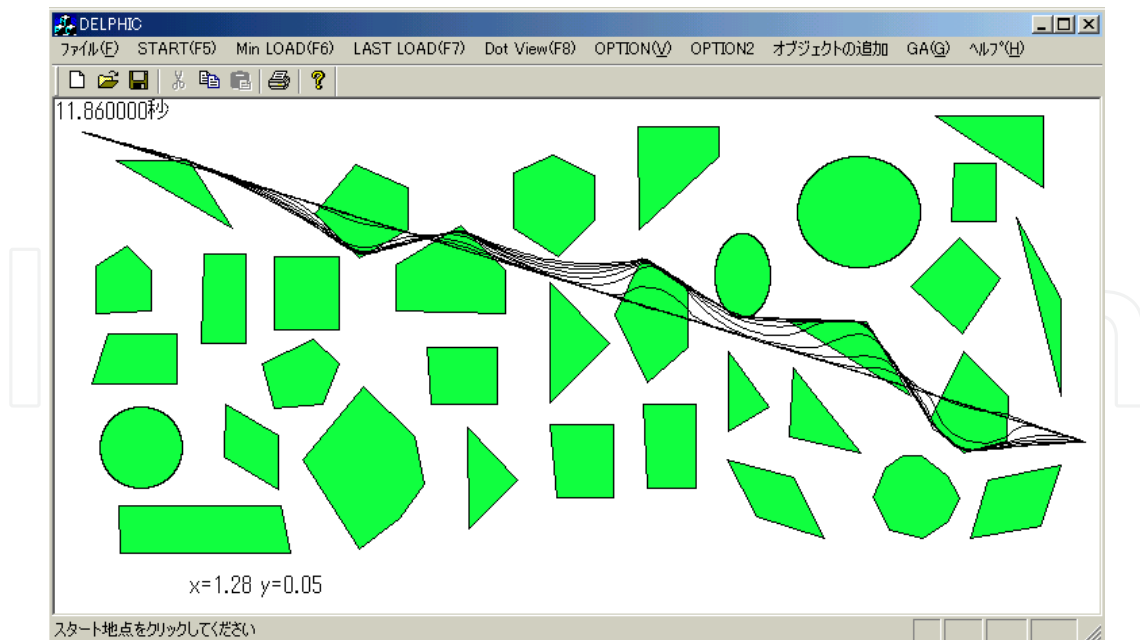 DELPHIC
ファイル(F) START(F5) Min LOAD(F6) LAST LOAD(F7) Dot View(F8) OPTION(V) OPTION2 オブジェクトの追加 GA(G) ヘルプ(H)
11.860000秒
x=1.28 y=0.05
スタート地点をクリックしてください